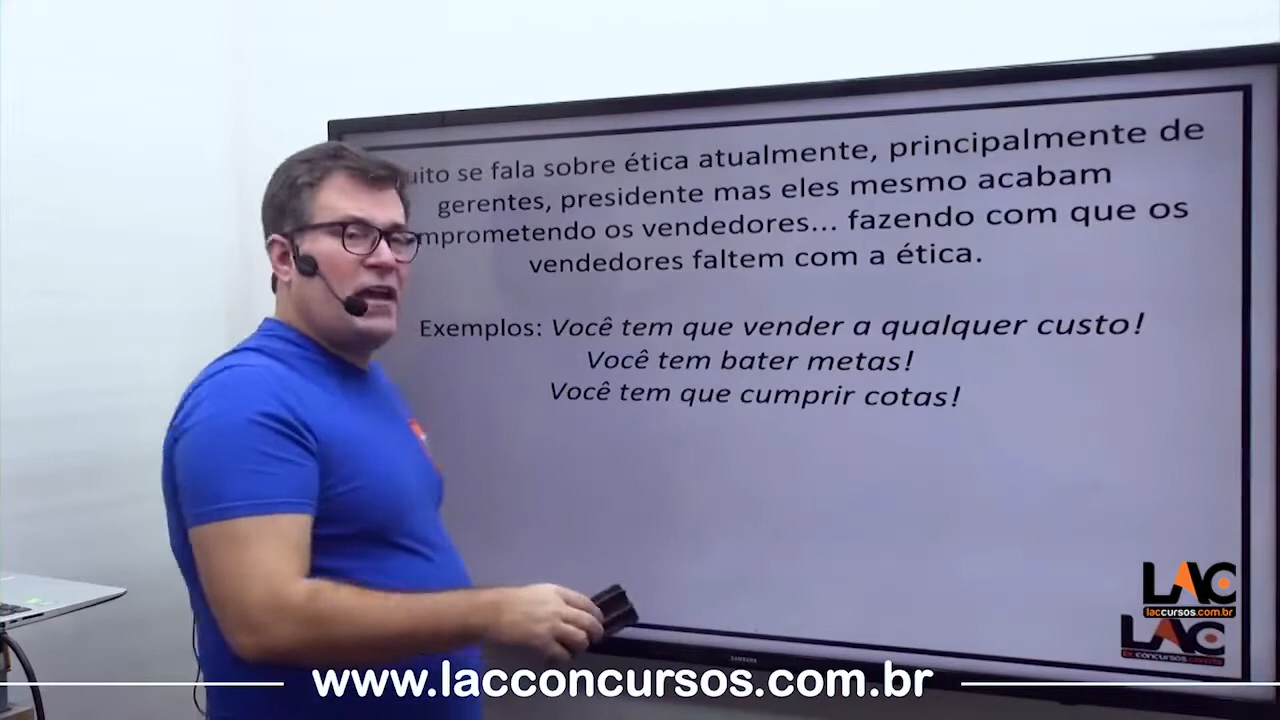 uito se fala sobre ética atualmente, principalmente de
gerentes, presidente mas eles mesmo acabam
mprometendo os vendedores... fazendo com que os
vendedores faltem com a ética.
Exemplos: Você tem que vender a qualquer custo!
Você tem bater metas!
Você tem que cumprir cotas!
LAC
laccursos.com.br
LAC
SAMSUNG
www.lacconcursos.com.br